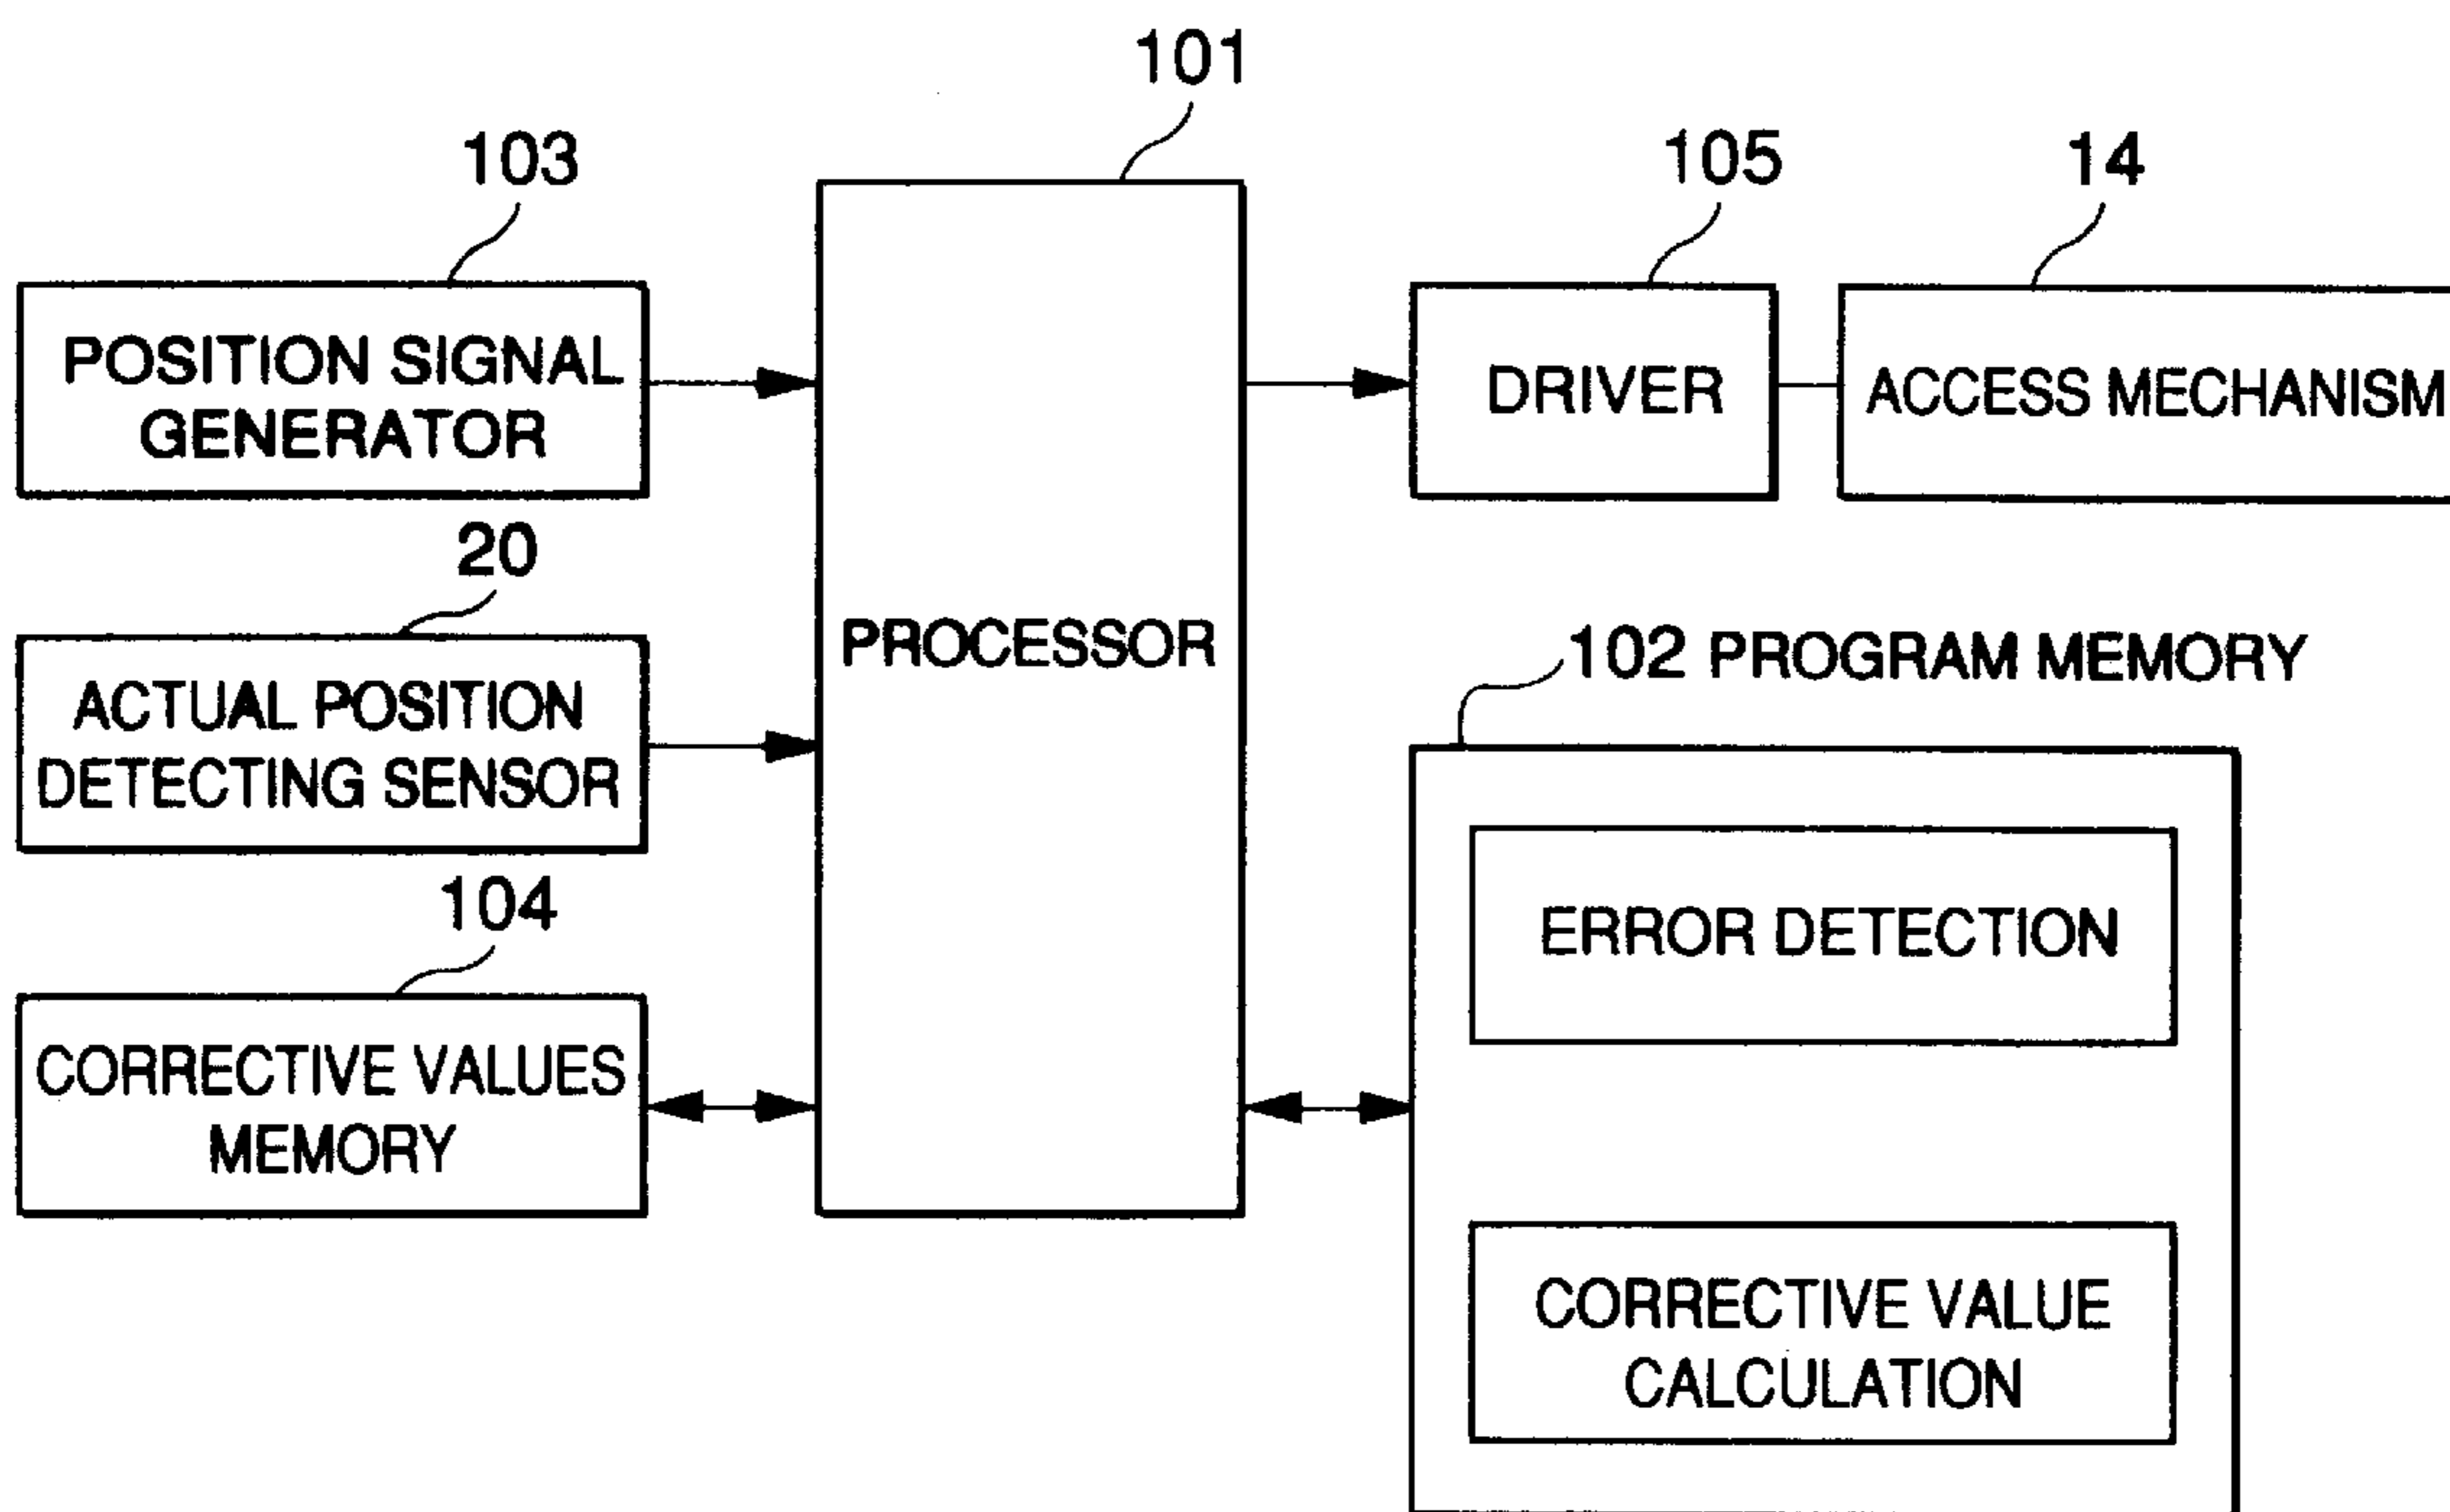 101
103
105
14
POSITION SIGNAL
GENERATOR
DRIVER
ACCESS MECHANISM
20
PROCESSOR
102 PROGRAM MEMORY
ACTUAL POSITION
DETECTING SENSOR
104
ERROR DETECTION
CORRECTIVE VALUES
MEMORY
CORRECTIVE VALUE
CALCULATION